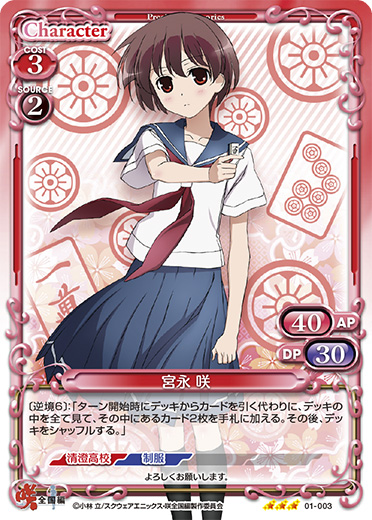 Character
COST
3
SOURCE
2
40 AP
DP 30
宮永 咲
〔逆境6〕:「ターン開始時にデッキからカードを引く代わりに、デッキの
中を全て見て、その中にあるカード2枚を手札に加える。その後、デッ
キをシャッフルする。」
清澄高校 制服
よろしくお願いします。
咲 全国編 ©小林 立/スクウェアエニックス・咲全国編製作委員会 01-003